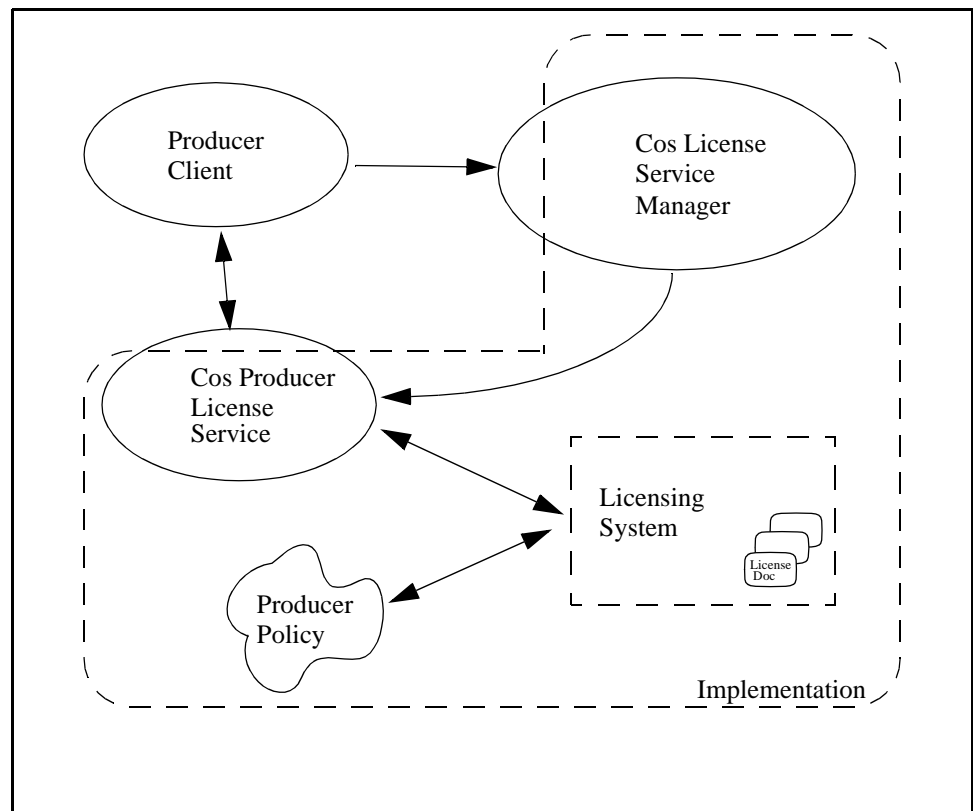 Producer
Client
Cos License
Service
Manager
Cos Producer
License
Service
Licensing
System
License
Doc
Producer
Policy
Implementation